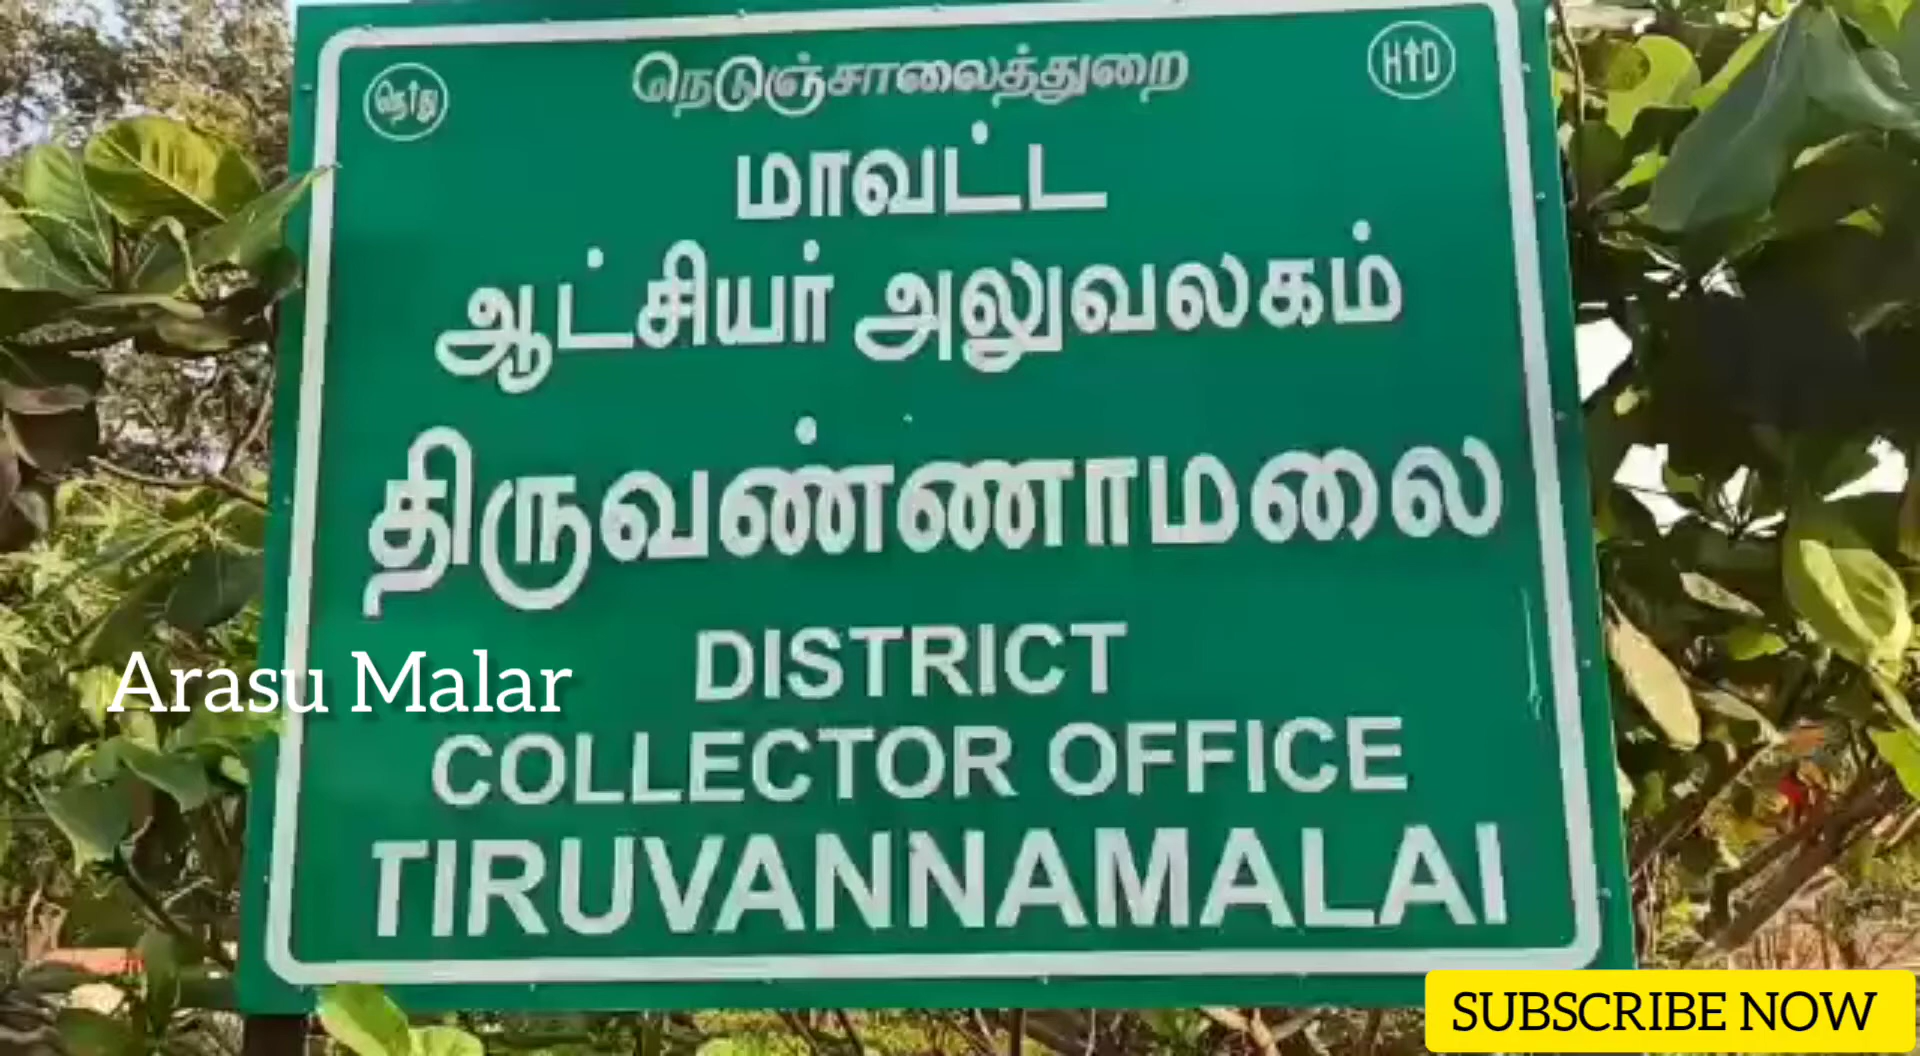 நெடுஞ்சாலைத்துறை
H↑D
மாவட்ட
ஆட்சியர் அலுவலகம்
திருவண்ணாமலை
DISTRICT
Arasu Malar
COLLECTOR OFFICE
TIRUVANNAMALAI
SUBSCRIBE NOW